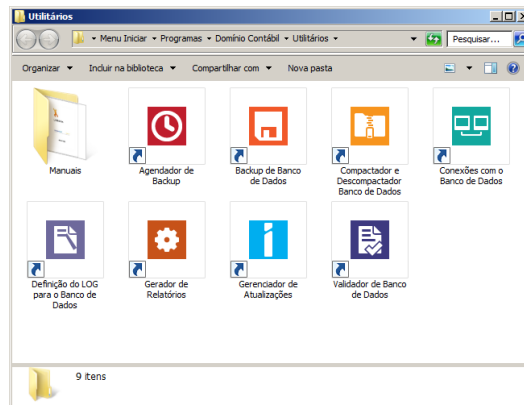 Utilitários
Menu Iniciar Programas Domínio Contábil Utilitários
Pesquisar...
Organizar Incluir na biblioteca Compartilhar com Nova pasta
Manuais
Agendador de
Backup
Backup de Banco
de Dados
Compactador e
Descompactador
Banco de Dados
Conexões com o
Banco de Dados
Definição do LOG
para o Banco de
Dados
Gerador de
Relatórios
Gerenciador de
Atualizações
Validador de Banco
de Dados
9 itens